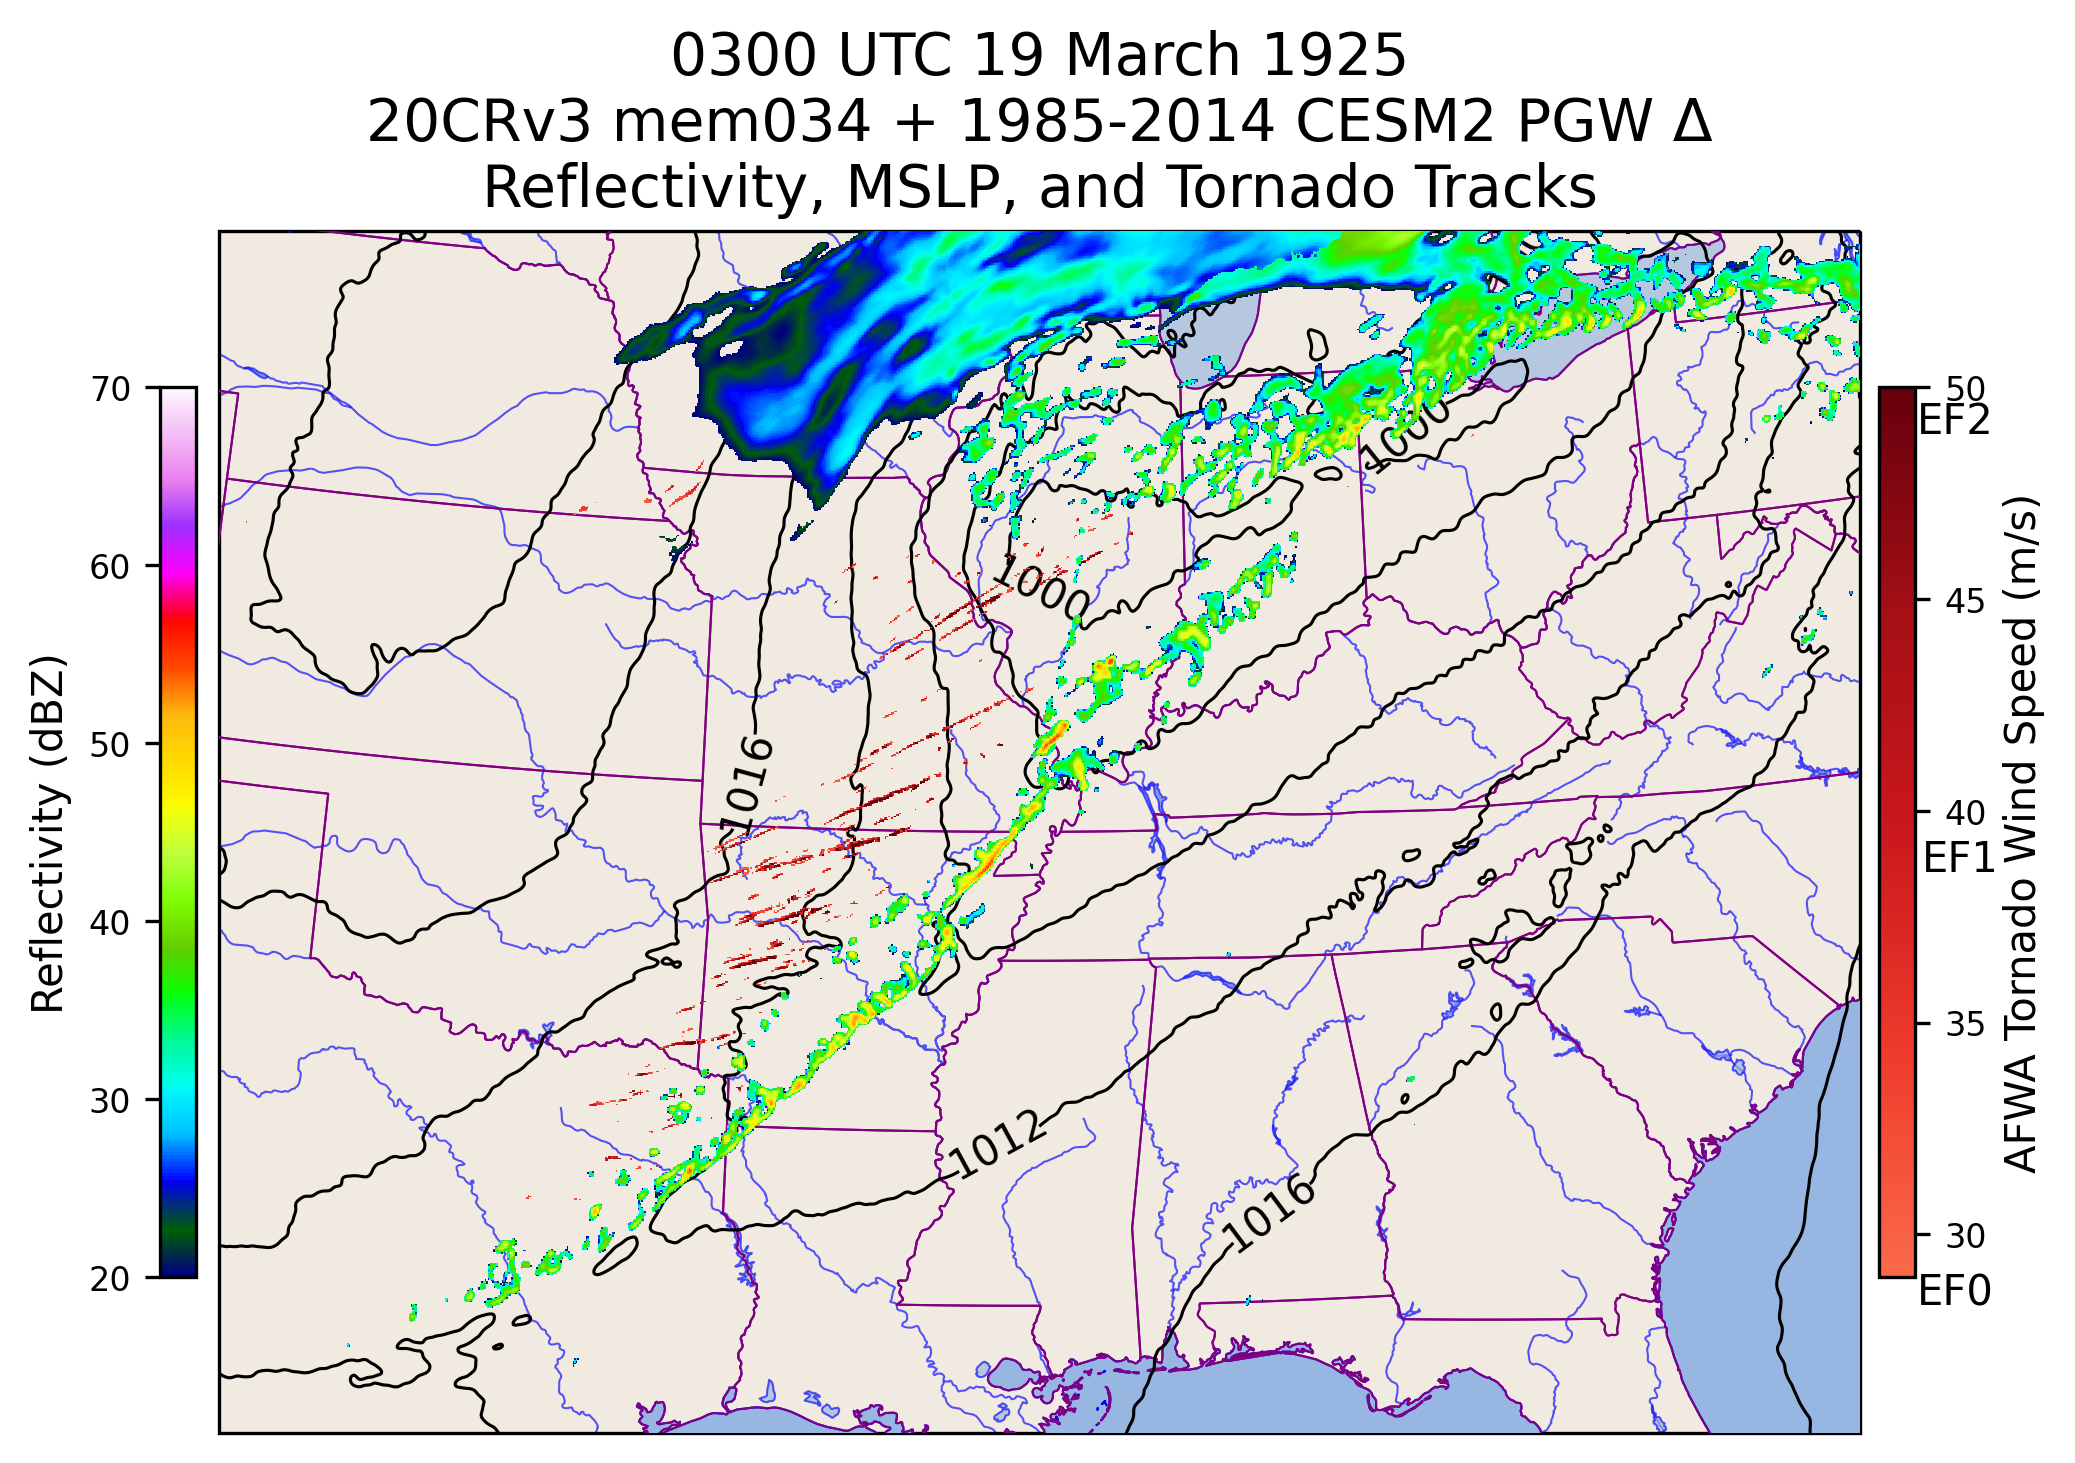 0300 UTC 19 March 1925
20CRv3 mem034 + 1985-2014 CESM2 PGW Δ
Reflectivity, MSLP, and Tornado Tracks
70
60
50
40
30
20
Reflectivity (dBZ)
1000
1000
1016
1012
1016
50
EF2
45
40
EF1
35
30
EF0
AFWA Tornado Wind Speed (m/s)